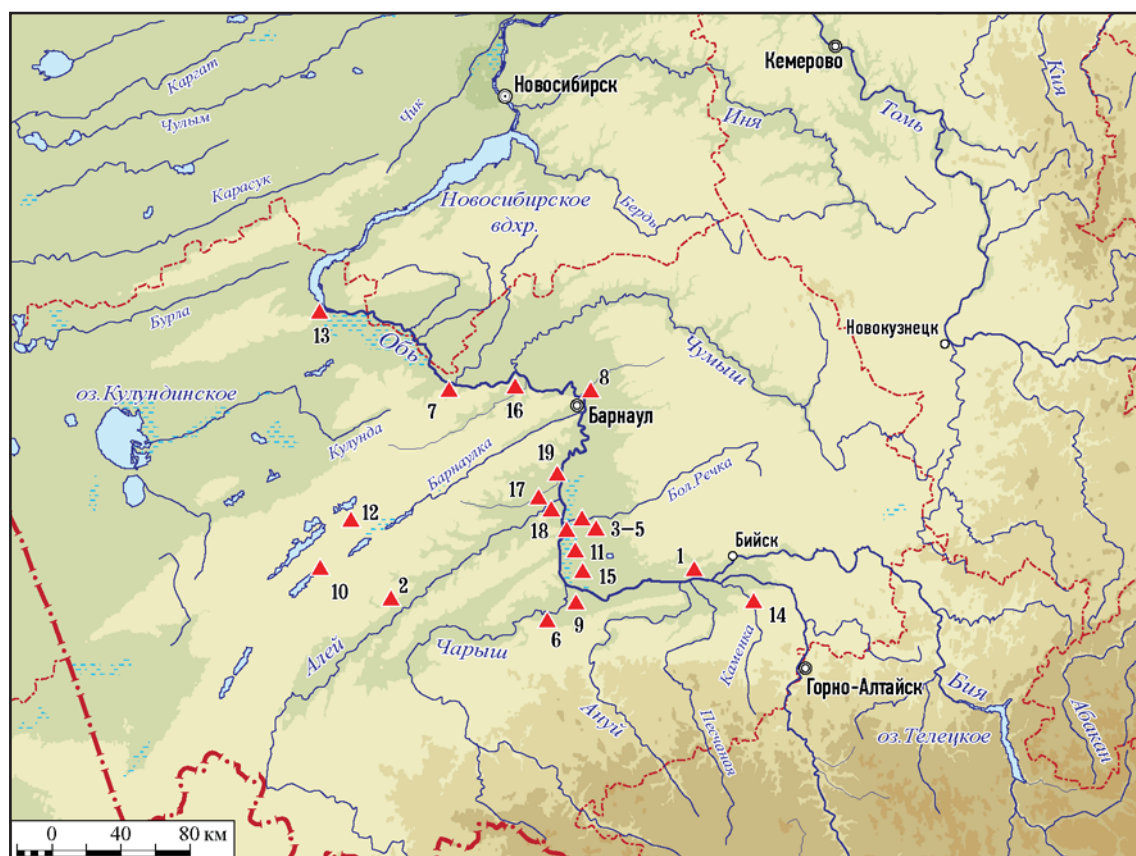 Кемерово
Каргат
Новосибирск
Чик
Чулым
Кия
Томь
Иня
Карасук
Новосибирское
вдхр.
Бердь
Бурла
13
Обь
Новокузнецк
Чумыш
оз.Кулундинское
7
16
8
Барнаул
Кулунда
Барнаулка
19
Бол.Речка
17
12
18
3–5
11
Бийск
1
10
2
15
14
9
6
Алей
Чарыш
Каменка
Горно-Алтайск
Бия
Ануй
Песчаная
оз.Телецкое
Абакан
0 40 80 км